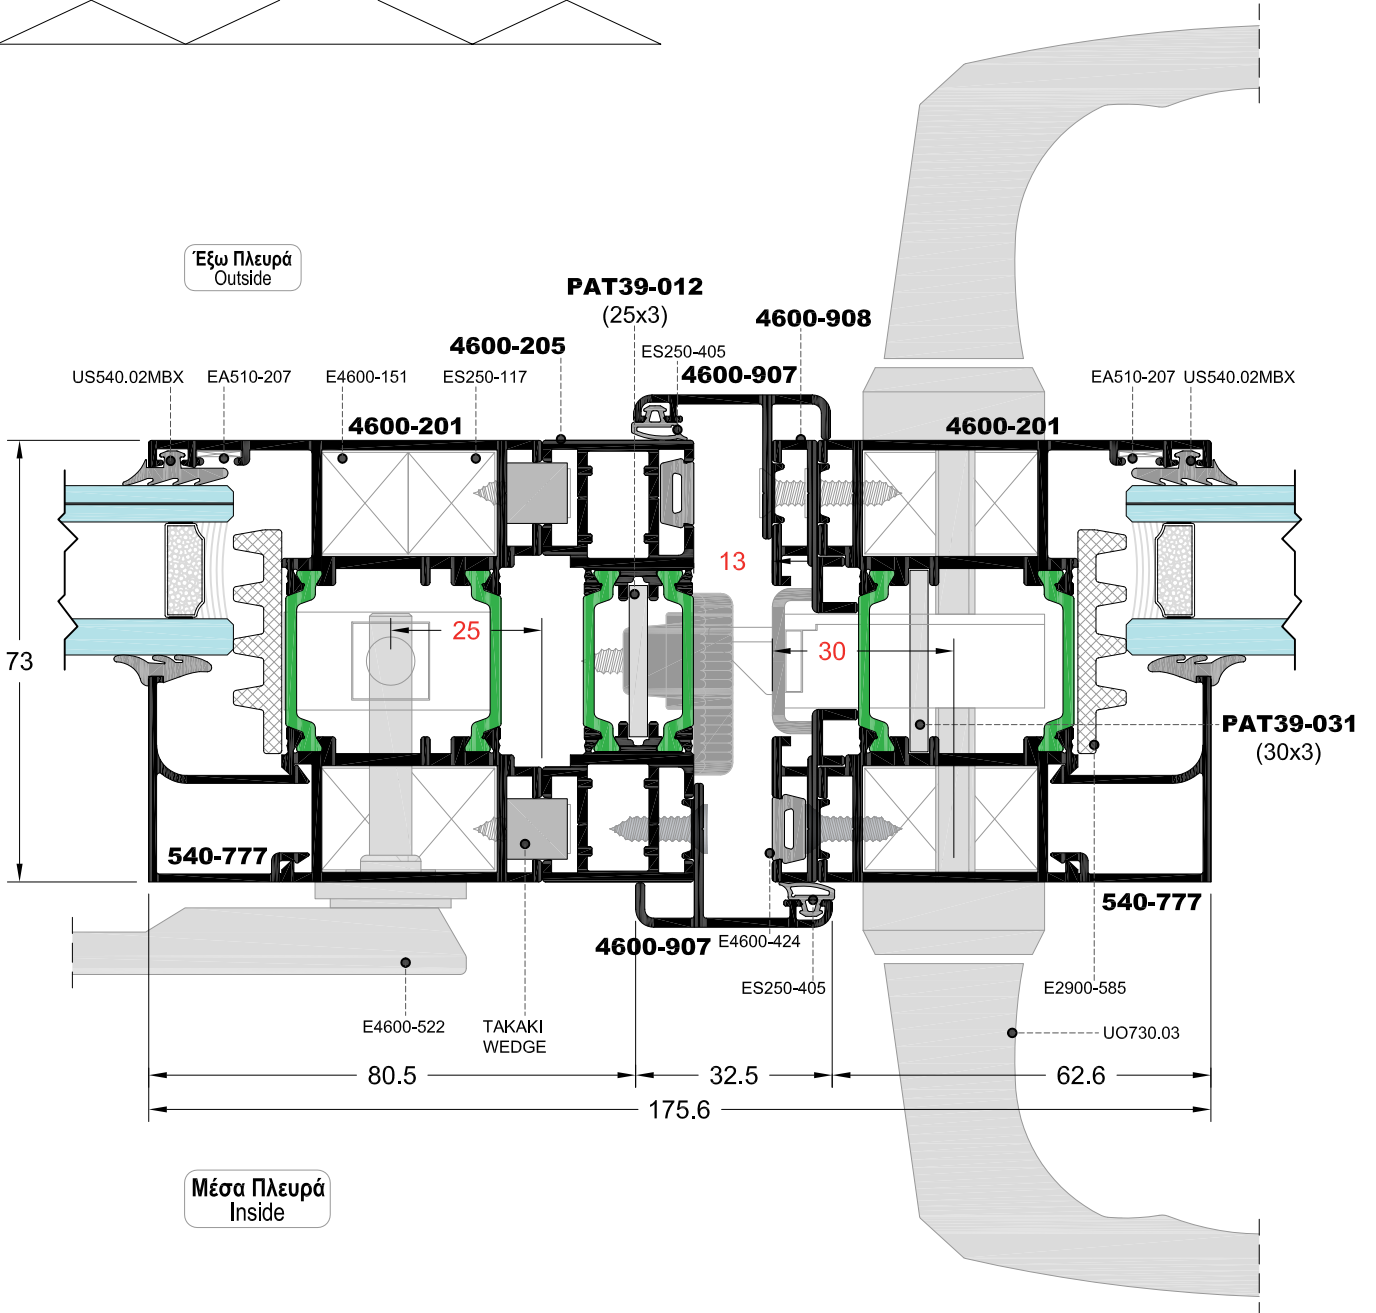 Έξω Πλευρά
Outside
PAT39-012
(25x3)
4600-908
4600-205
ES250-405
4600-907
US540.02MBX
EA510-207
E4600-151
ES250-117
EA510-207
US540.02MBX
4600-201
4600-201
13
25
30
73
PAT39-031
(30x3)
540-777
540-777
4600-907
E4600-424
ES250-405
E2900-585
E4600-522
TAKAKI
WEDGE
UO730.03
80.5
32.5
62.6
175.6
Μέσα Πλευρά
Inside